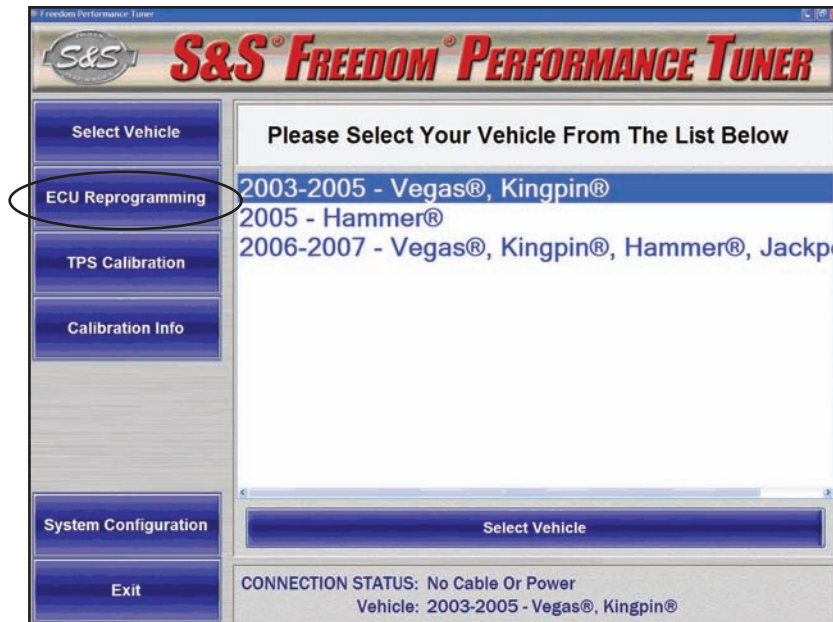 Freedom Performance Tuner
S&S
S&S® FREEDOM® PERFORMANCE TUNER
Select Vehicle
ECU Reprogramming
TPS Calibration
Calibration Info
System Configuration
Exit
Please Select Your Vehicle From The List Below
2003-2005 - Vegas®, Kingpin®
2005 - Hammer®
2006-2007 - Vegas®, Kingpin®, Hammer®, Jackp
Select Vehicle
CONNECTION STATUS: No Cable Or Power
Vehicle: 2003-2005 - Vegas®, Kingpin®